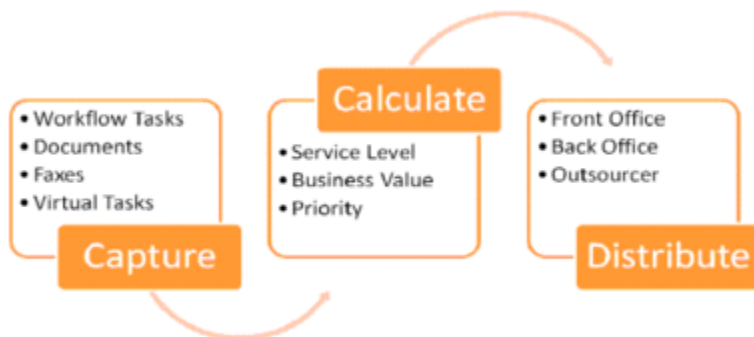 • Workflow Tasks
• Documents
• Faxes
• Virtual Tasks
Capture
Calculate
• Service Level
• Business Value
• Priority
• Front Office
• Back Office
• Outsourcer
Distribute